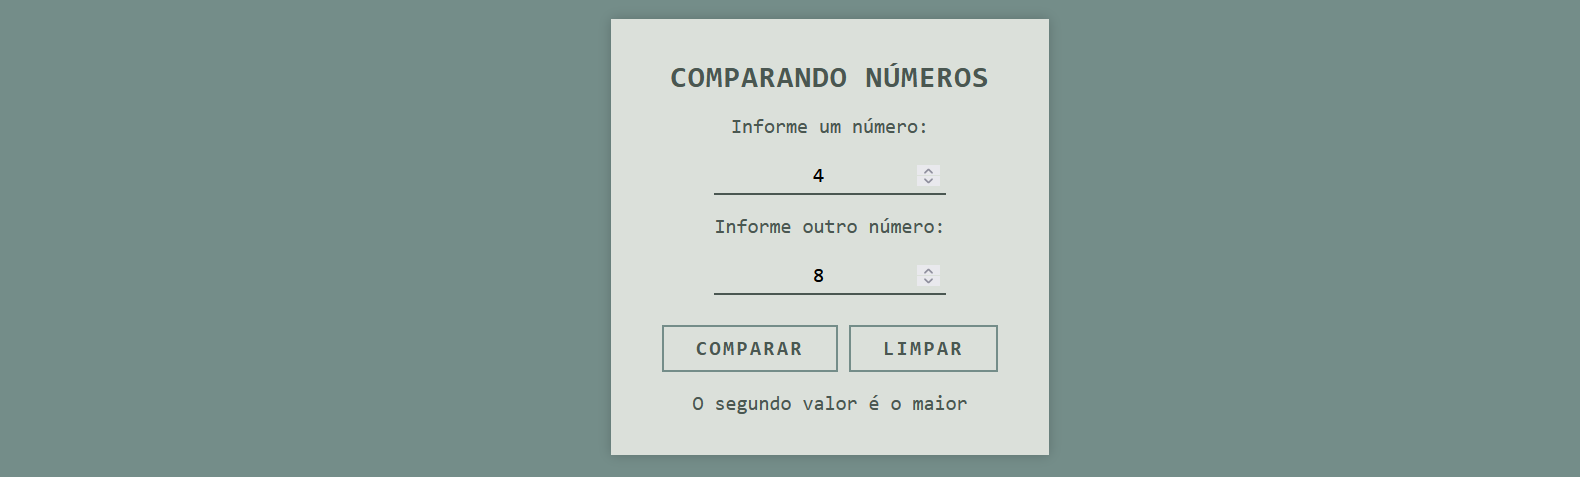 COMPARANDO NÚMEROS
Informe um número:
4
Informe outro número:
8
COMPARAR LIMPAR
O segundo valor é o maior